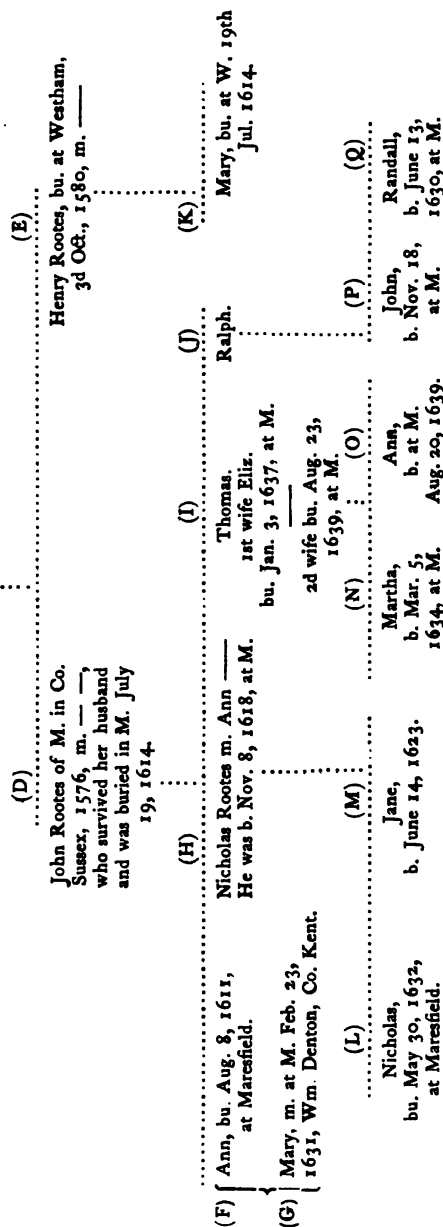 (D)
John Rootes of M. in Co.
Sussex, 1576, m. — —,
who survived her husband
and was buried in M. July
19, 1614.
(E)
Henry Rootes, bu. at Westham,
3d Oct., 1580, m. —
(F) Ann, bu. Aug. 8, 1611,
at Maresfield.
(G) Mary, m. at M. Feb. 23,
1631, Wm. Denton, Co. Kent.
(H)
Nicholas Rootes m. Ann —
He was b. Nov. 8, 1618, at M.
(I)
Thomas.
1st wife Eliz.
bu. Jan. 3, 1637, at M.
2d wife bu. Aug. 23,
1639, at M.
(J)
Ralph.
(K)
Mary, bu. at W. 19th
Jul. 1614.
(L)
Nicholas,
bu. May 30, 1632,
at Maresfield.
(M)
Jane,
b. June 14, 1623.
(N)
Martha,
b. Mar. 5,
1634, at M.
(O)
Ann,
b. at M.
Aug. 20, 1639.
(P)
John,
b. Nov. 18,
at M.
(Q)
Randall,
b. June 13,
1630, at M.